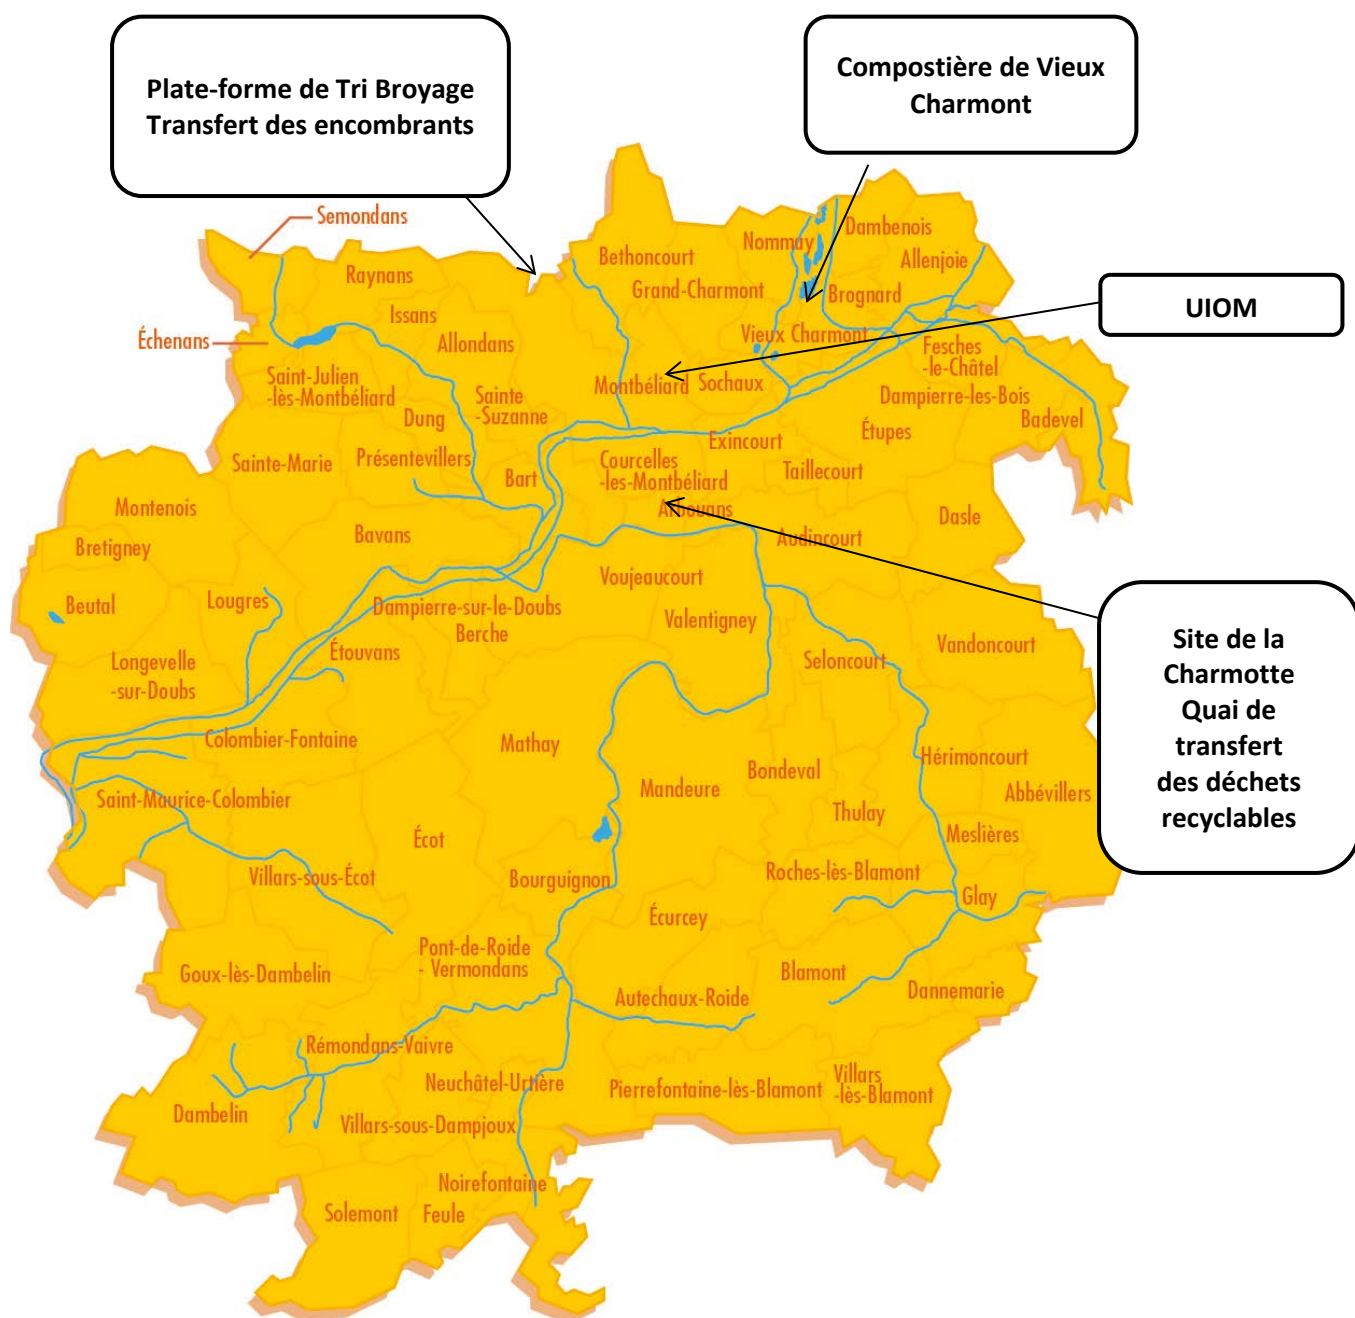 Plate-forme de Tri Broyage
Transfert des encombrants
Compostière de Vieux
Charmont
UIOM
Site de la
Charmotte
Quai de
transfert
des déchets
recyclables
Semondans
Raynans
Échenans
Issans
Allondans
Saint-Julien
-lès-Montbéliard
Dung
Sainte
-Suzanne
Bethoncourt
Grand-Charmont
Nommay
Dambenois
Allenjoie
Brognard
Vieux Charmont
Fesches
-le-Châtel
Montbéliard
Sochaux
Dampierre-les-Bois
Badevel
Étupes
Exincourt
Taillecourt
Sainte-Marie
Présentevillers
Bart
Courcelles
-les-Montbéliard
Arbouans
Audincourt
Dasle
Montenois
Bretigney
Bavans
Beutal
Lougres
Dampierre-sur-le-Doubs
Berche
Voujeaucourt
Valentigney
Vandoncourt
Seloncourt
Longevelle
-sur-Doubs
Étouvans
Colombier-Fontaine
Mathay
Mandeure
Bondeval
Hérimoncourt
Abbévillers
Thulay
Meslières
Saint-Maurice-Colombier
Écot
Villars-sous-Écot
Bourguignon
Roches-lès-Blamont
Glay
Écurcey
Pont-de-Roide
- Vermondans
Goux-lès-Dambelin
Blamont
Dannemarie
Autechaux-Roide
Rémondans-Vaivre
Neuchâtel-Urtière
Pierrefontaine-lès-Blamont
Villars
-lès-Blamont
Dambelin
Villars-sous-Dampjoux
Noirefontaine
Solemont
Feule